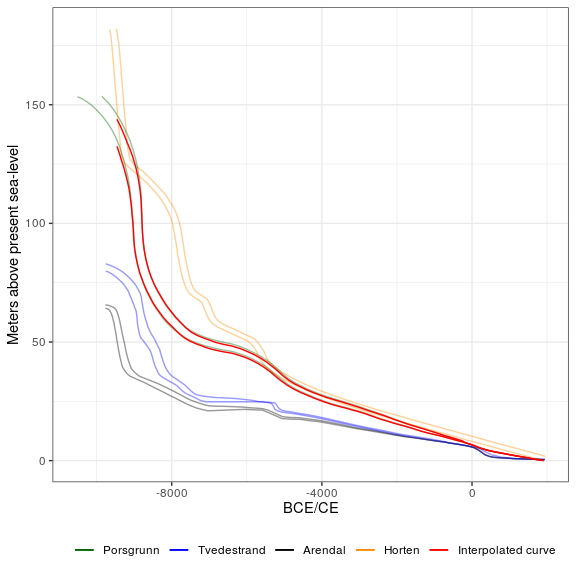 Meters above present sea-level
150
100
50
0
-8000 -4000 0
BCE/CE
Porsgrunn Tvedestrand Arendal Horten Interpolated curve